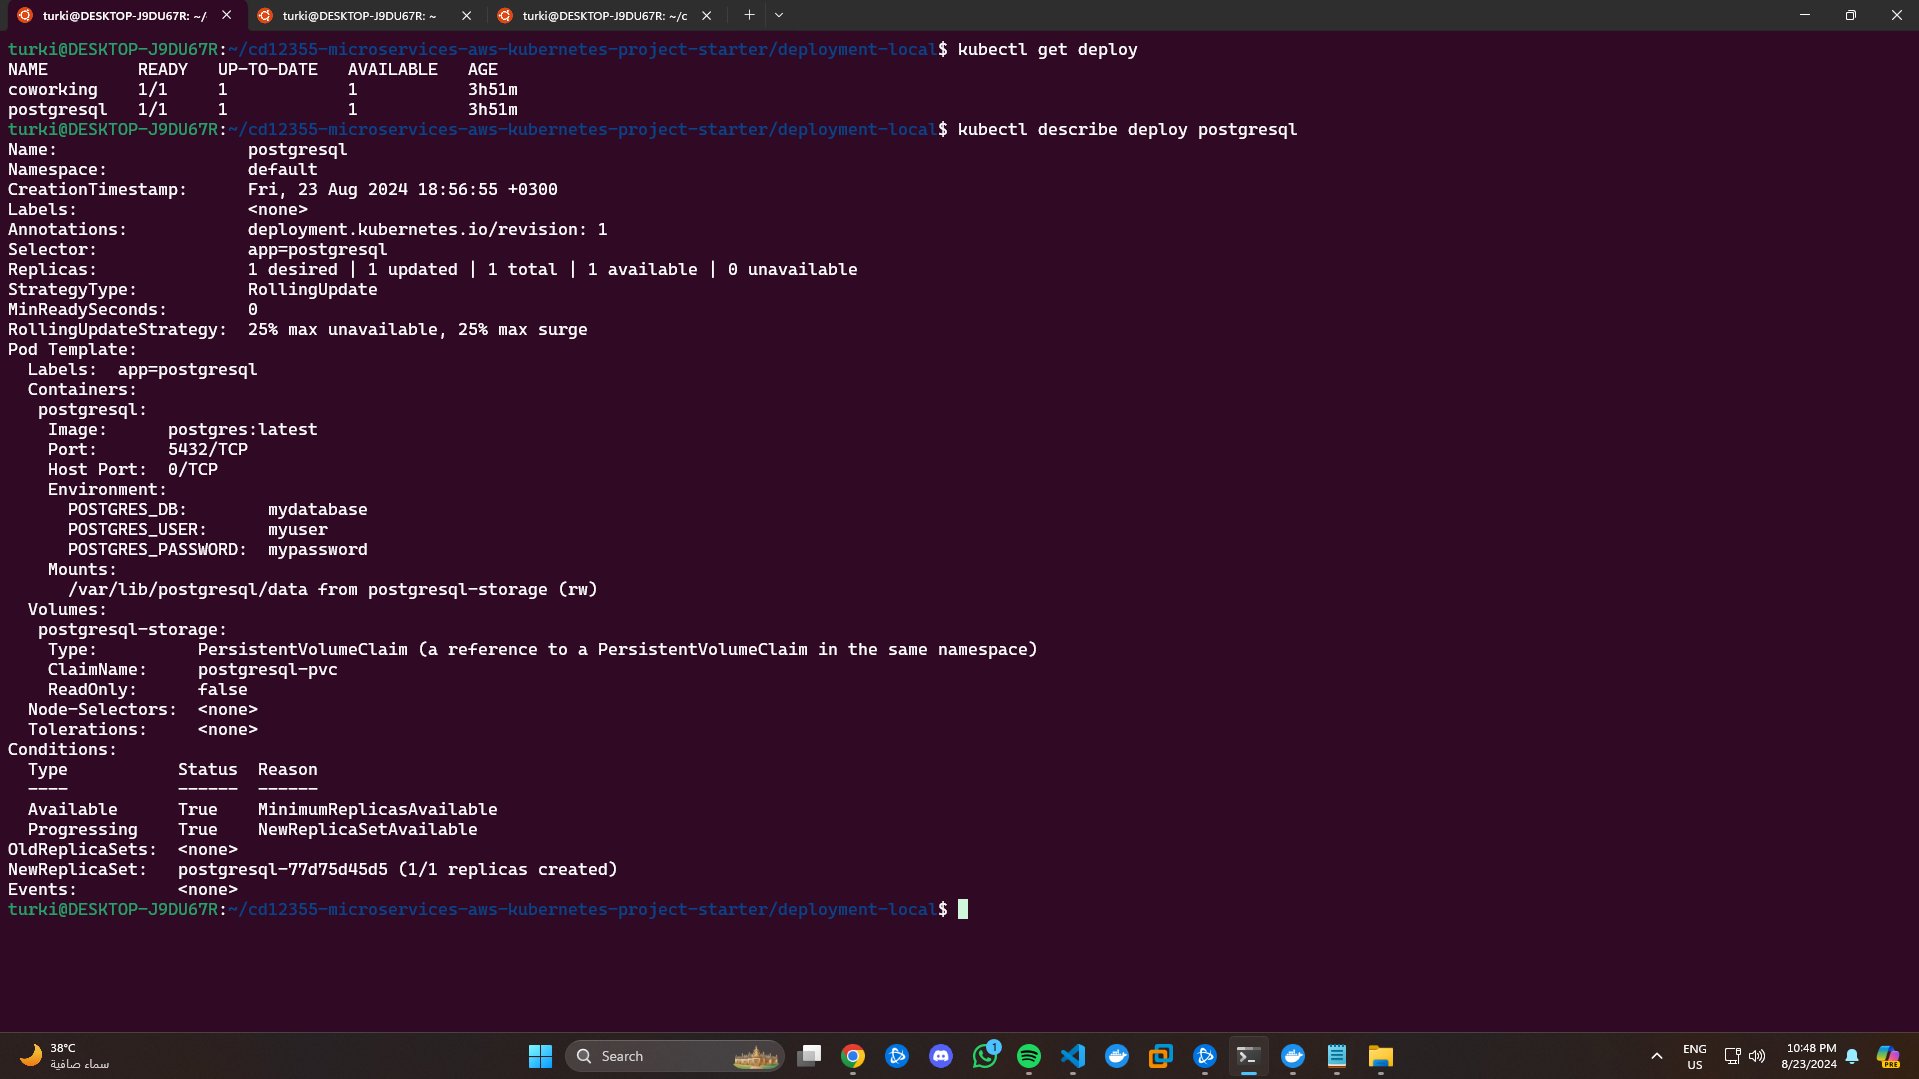 turki@DESKTOP-J9DU67R: ~/
turki@DESKTOP-J9DU67R: ~
turki@DESKTOP-J9DU67R: ~/c
turki@DESKTOP-J9DU67R:~/cd12355-microservices-aws-kubernetes-project-starter/deployment-local$ kubectl get deploy
NAME READY UP-TO-DATE AVAILABLE AGE
coworking 1/1 1 1 3h51m
postgresql 1/1 1 1 3h51m
turki@DESKTOP-J9DU67R:~/cd12355-microservices-aws-kubernetes-project-starter/deployment-local$ kubectl describe deploy postgresql
Name: postgresql
Namespace: default
CreationTimestamp: Fri, 23 Aug 2024 18:56:55 +0300
Labels: <none>
Annotations: deployment.kubernetes.io/revision: 1
Selector: app=postgresql
Replicas: 1 desired | 1 updated | 1 total | 1 available | 0 unavailable
StrategyType: RollingUpdate
MinReadySeconds: 0
RollingUpdateStrategy: 25% max unavailable, 25% max surge
Pod Template:
Labels: app=postgresql
Containers:
postgresql:
Image: postgres:latest
Port: 5432/TCP
Host Port: 0/TCP
Environment:
POSTGRES_DB: mydatabase
POSTGRES_USER: myuser
POSTGRES_PASSWORD: mypassword
Mounts:
/var/lib/postgresql/data from postgresql-storage (rw)
Volumes:
postgresql-storage:
Type: PersistentVolumeClaim (a reference to a PersistentVolumeClaim in the same namespace)
ClaimName: postgresql-pvc
ReadOnly: false
Node-Selectors: <none>
Tolerations: <none>
Conditions:
Type Status Reason
---- ------ ------
Available True MinimumReplicasAvailable
Progressing True NewReplicaSetAvailable
OldReplicaSets: <none>
NewReplicaSet: postgresql-77d75d45d5 (1/1 replicas created)
Events: <none>
turki@DESKTOP-J9DU67R:~/cd12355-microservices-aws-kubernetes-project-starter/deployment-local$
38°C
سماء صافية
Search
1
ENG
US
10:48 PM
8/23/2024
PRE